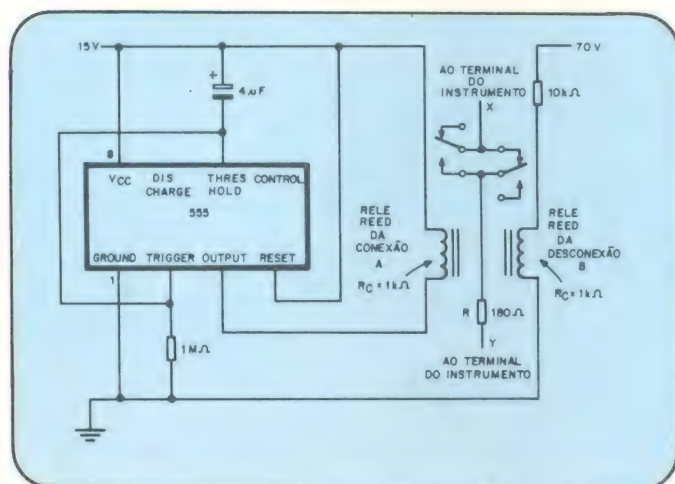 15V
70V
AO TERMINAL
DO
INSTRUMENTO
X
10kΩ
+
4µF
8
VCC
DIS
CHARGE
THRES
HOLD
CONTROL
555
GROUND
TRIGGER
OUTPUT
RESET
1
1MΩ
RELE
REED
DA
CONEXÃO
A
RC=1kΩ
RELE
REED
DA
DESCONEXÃO
B
RC=1kΩ
R
180Ω
Y
AO TERMINAL
DO INSTRUMENTO